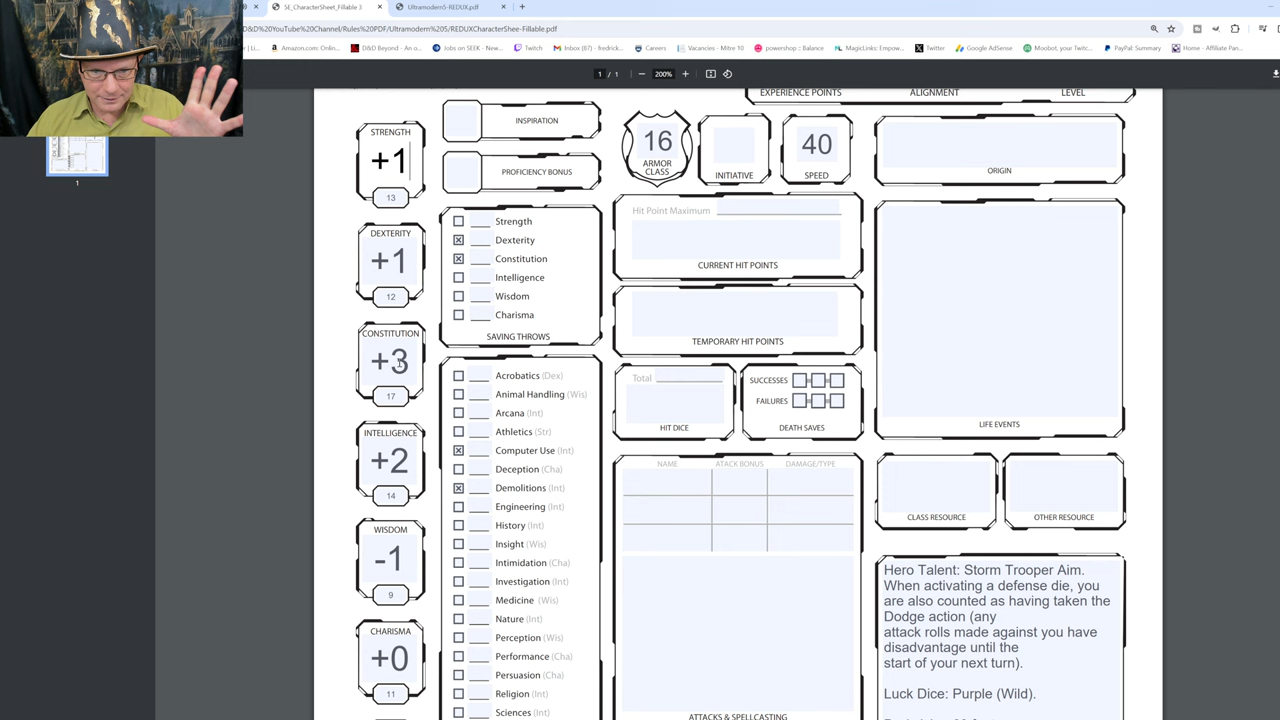 5E_CharacterSheet_Fillable 3
Ultramodern5-REDUX.pdf
D&D%20YouTube%20Channel/Rules%20PDF/Ultramodern%205/REDUXCharacterShee-Fillable.pdf
Amazon.com: Onlin...
D&D Beyond - An o...
Jobs on SEEK - New...
Twitch
Inbox (87) - fredrick...
Careers
Vacancies - Mitre 10
powershop :: Balance
MagicLinks: Empow...
Twitter
Google AdSense
Moobot, your Twitc...
PayPal: Summary
Home - Affiliate Pan...
1 / 1
200%
1
EXPERIENCE POINTS
ALIGNMENT
LEVEL
STRENGTH
+1
13
DEXTERITY
+1
12
CONSTITUTION
+3
17
INTELLIGENCE
+2
14
WISDOM
-1
9
CHARISMA
+0
11
INSPIRATION
PROFICIENCY BONUS
Strength
Dexterity
Constitution
Intelligence
Wisdom
Charisma
SAVING THROWS
Acrobatics (Dex)
Animal Handling (Wis)
Arcana (Int)
Athletics (Str)
Computer Use (Int)
Deception (Cha)
Demolitions (Int)
Engineering (Int)
History (Int)
Insight (Wis)
Intimidation (Cha)
Investigation (Int)
Medicine (Wis)
Nature (Int)
Perception (Wis)
Performance (Cha)
Persuasion (Cha)
Religion (Int)
Sciences (Int)
16
ARMOR
CLASS
INITIATIVE
40
SPEED
Hit Point Maximum
CURRENT HIT POINTS
TEMPORARY HIT POINTS
Total
HIT DICE
SUCCESSES
FAILURES
DEATH SAVES
NAME
ATACK BONUS
DAMAGE/TYPE
ATTACKS & SPELLCASTING
ORIGIN
LIFE EVENTS
CLASS RESOURCE
OTHER RESOURCE
Hero Talent: Storm Trooper Aim.
When activating a defense die, you
are also counted as having taken the
Dodge action (any
attack rolls made against you have
disadvantage until the
start of your next turn).
Luck Dice: Purple (Wild).